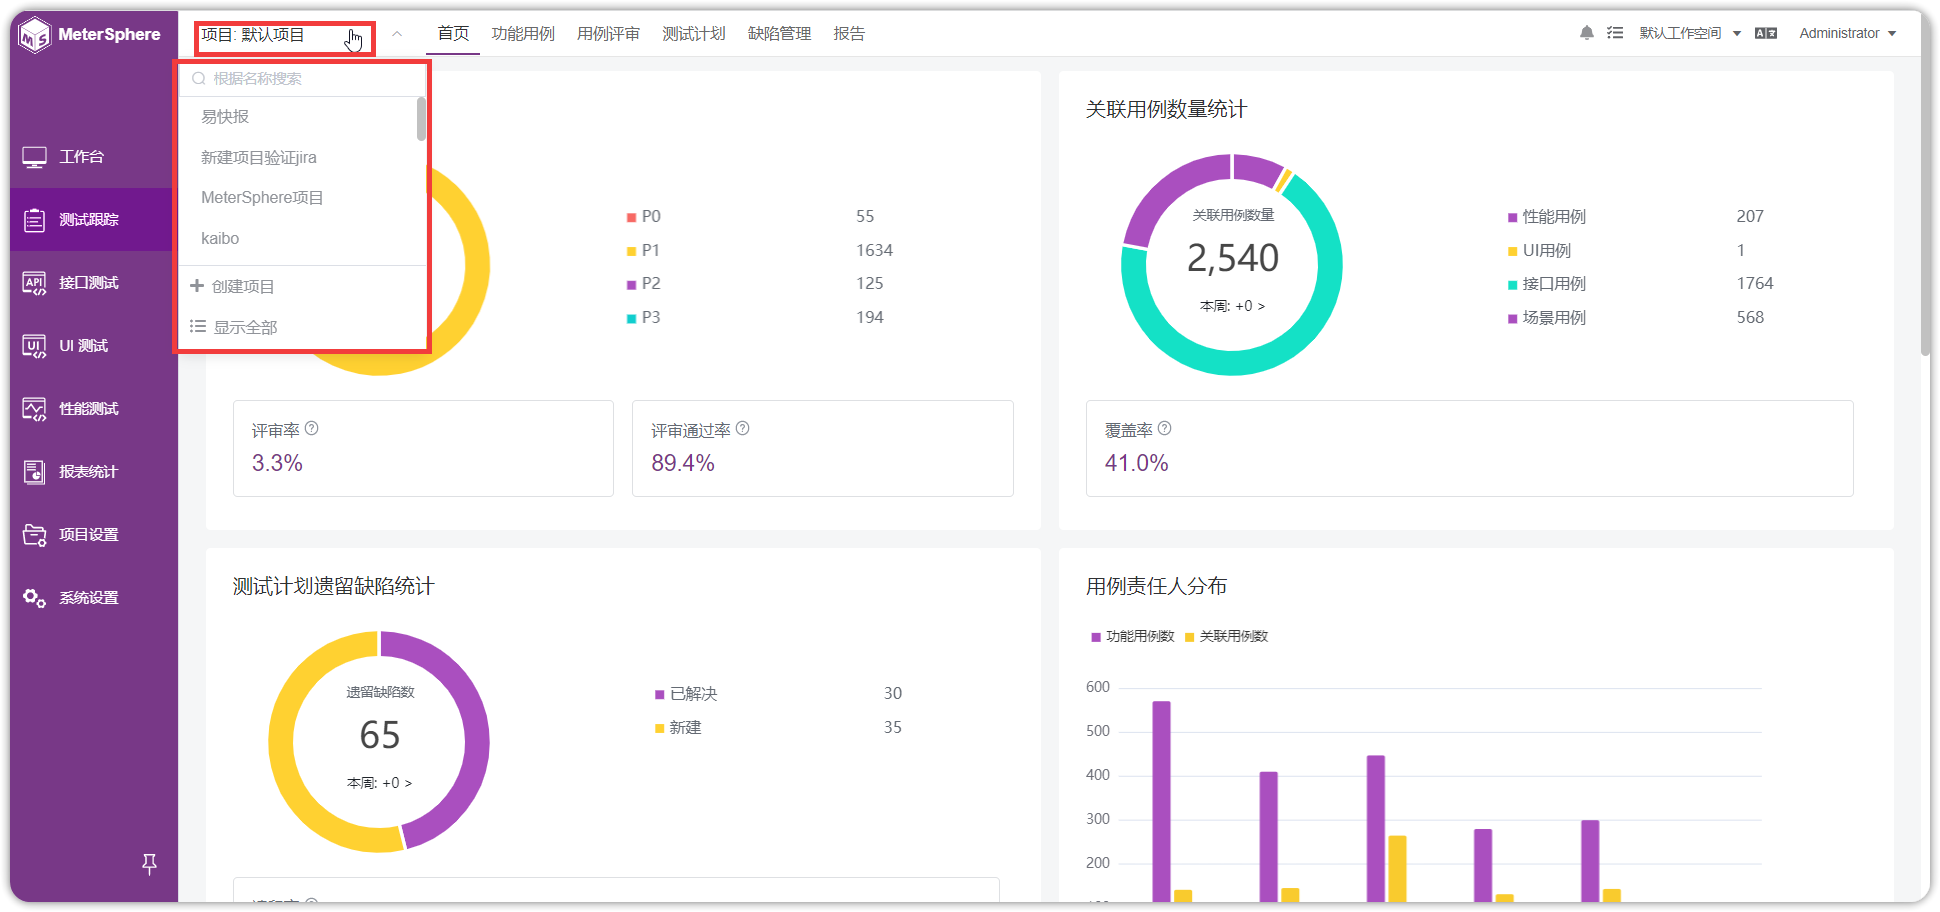 MeterSphere
项目: 默认项目
首页 功能用例 用例评审 测试计划 缺陷管理 报告
默认工作空间
Administrator
根据名称搜索
易快报
新建项目验证jira
MeterSphere项目
kaibo
创建项目
显示全部
工作台
测试跟踪
接口测试
UI 测试
性能测试
报表统计
项目设置
系统设置
P0 55
P1 1634
P2 125
P3 194
评审率
3.3%
评审通过率
89.4%
关联用例数量统计
关联用例数量
2,540
本周: +0 >
性能用例 207
UI用例 1
接口用例 1764
场景用例 568
覆盖率
41.0%
测试计划遗留缺陷统计
遗留缺陷数
65
本周: +0 >
已解决 30
新建 35
用例责任人分布
功能用例数 关联用例数
600
500
400
300
200